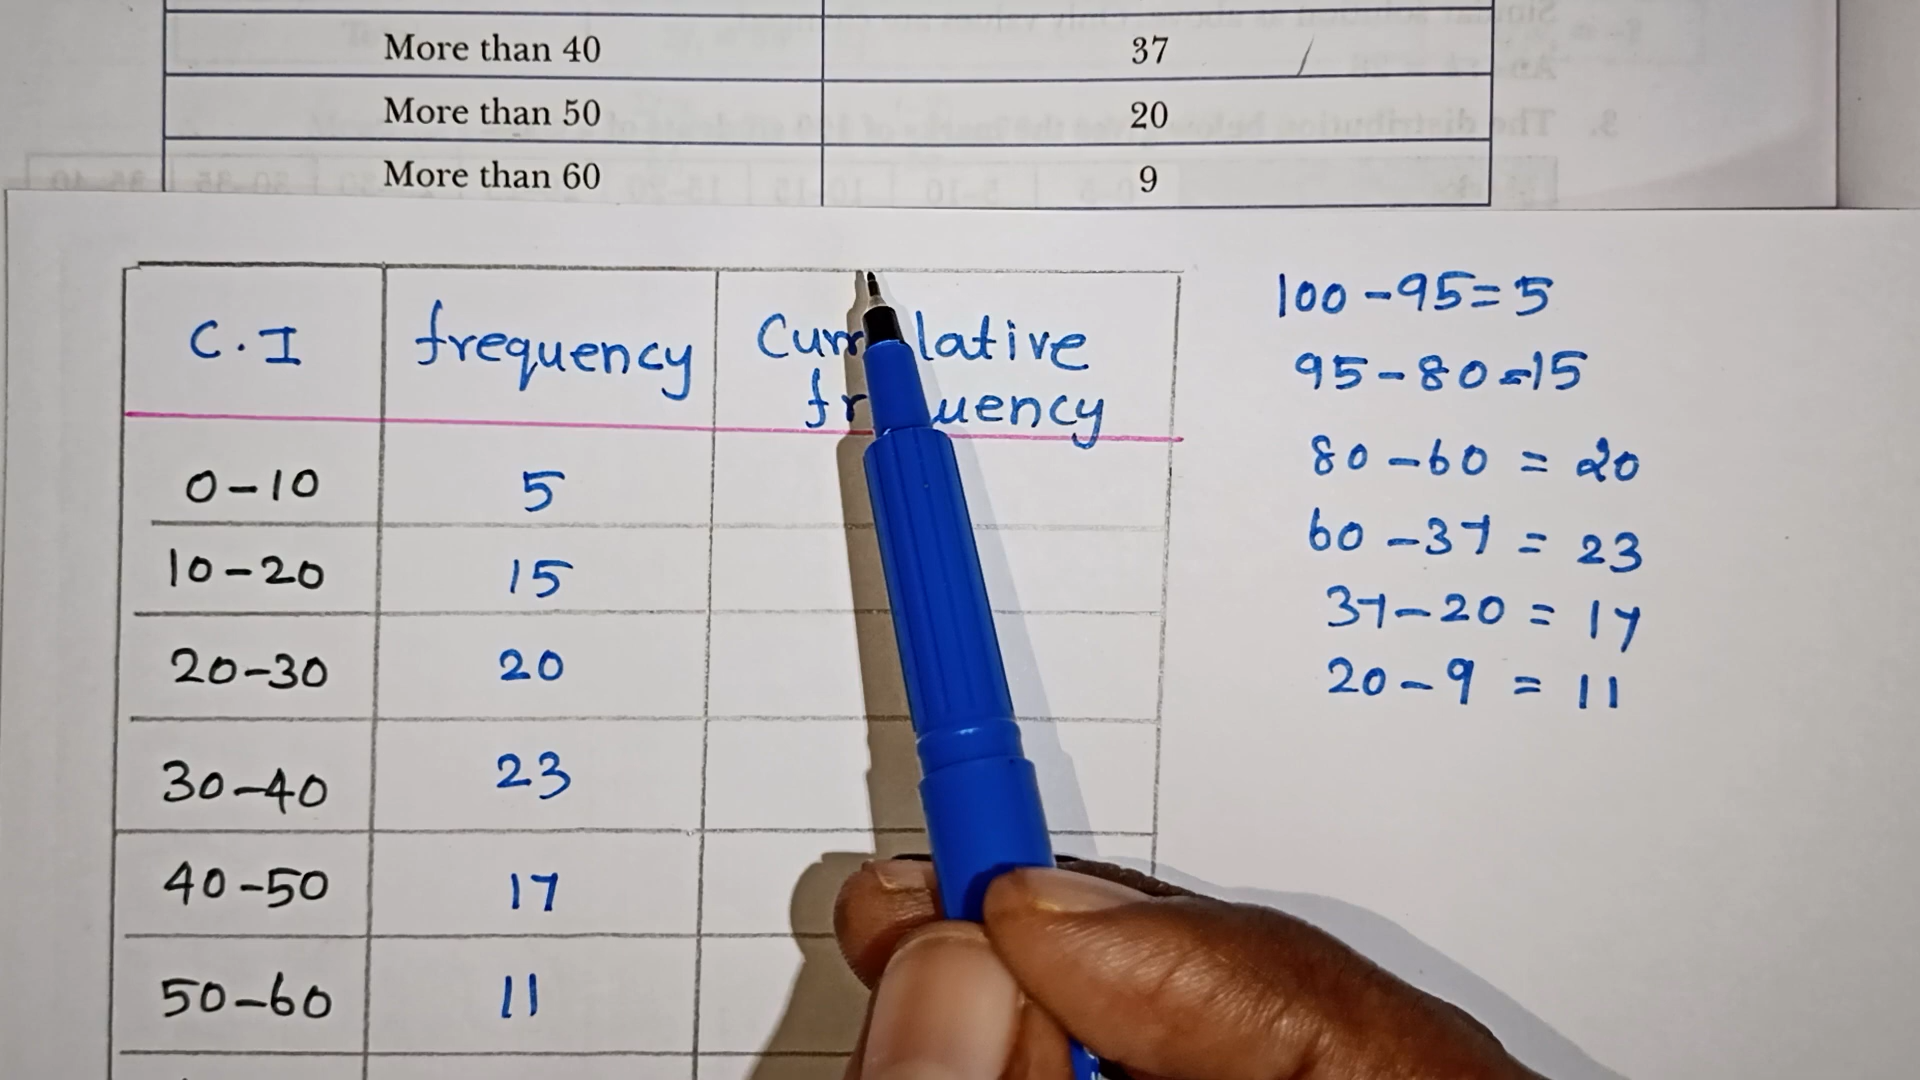 More than 40 37
More than 50 20
More than 60 9
C.I frequency Cumulative frequency
0-10 5
10-20 15
20-30 20
30-40 23
40-50 17
50-60 11
100-95=5
95-80=15
80-60 = 20
60-37 = 23
37-20 = 17
20-9 = 11